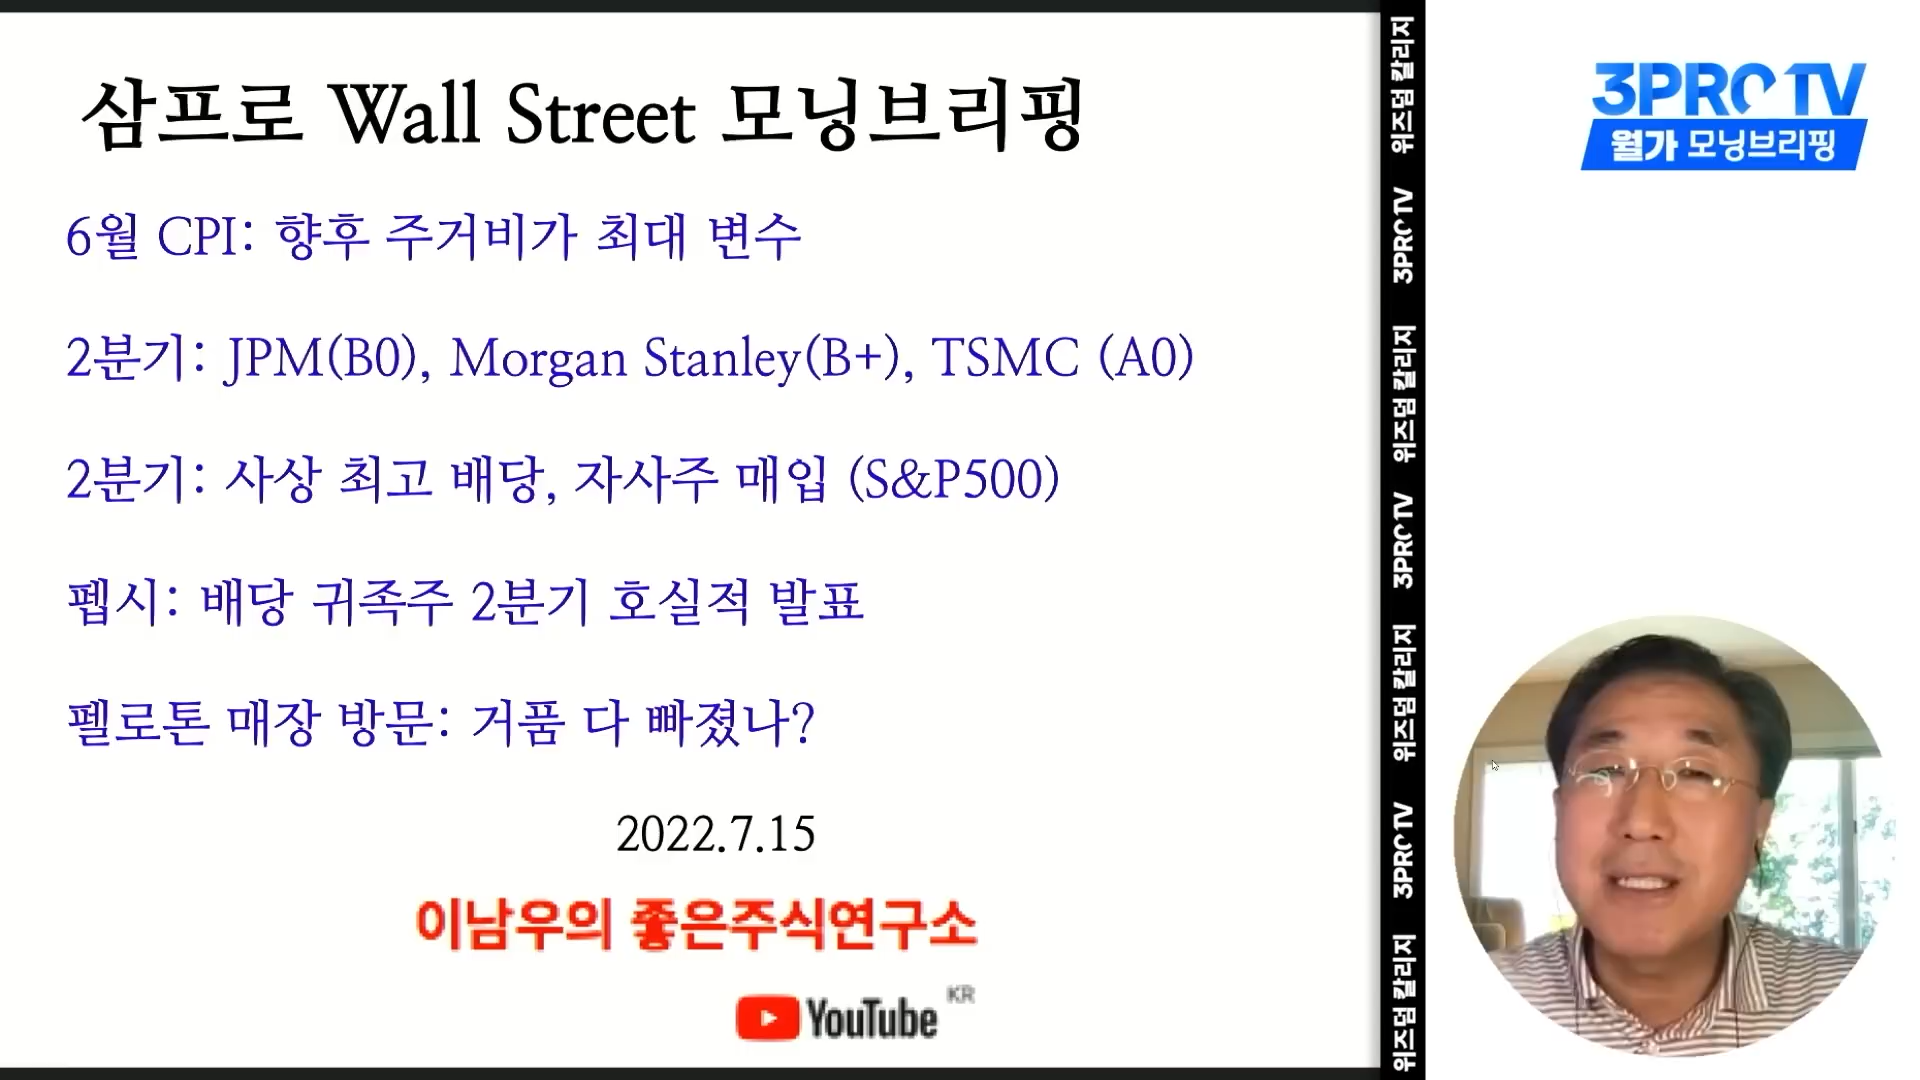 삼프로 Wall Street 모닝브리핑
6월 CPI: 향후 주거비가 최대 변수
2분기: JPM(B0), Morgan Stanley(B+), TSMC (A0)
2분기: 사상 최고 배당, 자사주 매입 (S&P500)
펩시: 배당 귀족주 2분기 호실적 발표
펠로톤 매장 방문: 거품 다 빠졌나?
2022.7.15
이남우의 좋은주식연구소
YouTube KR
위즈덤 칼리지
3PRO TV
위즈덤 칼리지
3PRO TV
위즈덤 칼리지
3PRO TV
위즈덤 칼리지
3PRO TV
월가 모닝브리핑